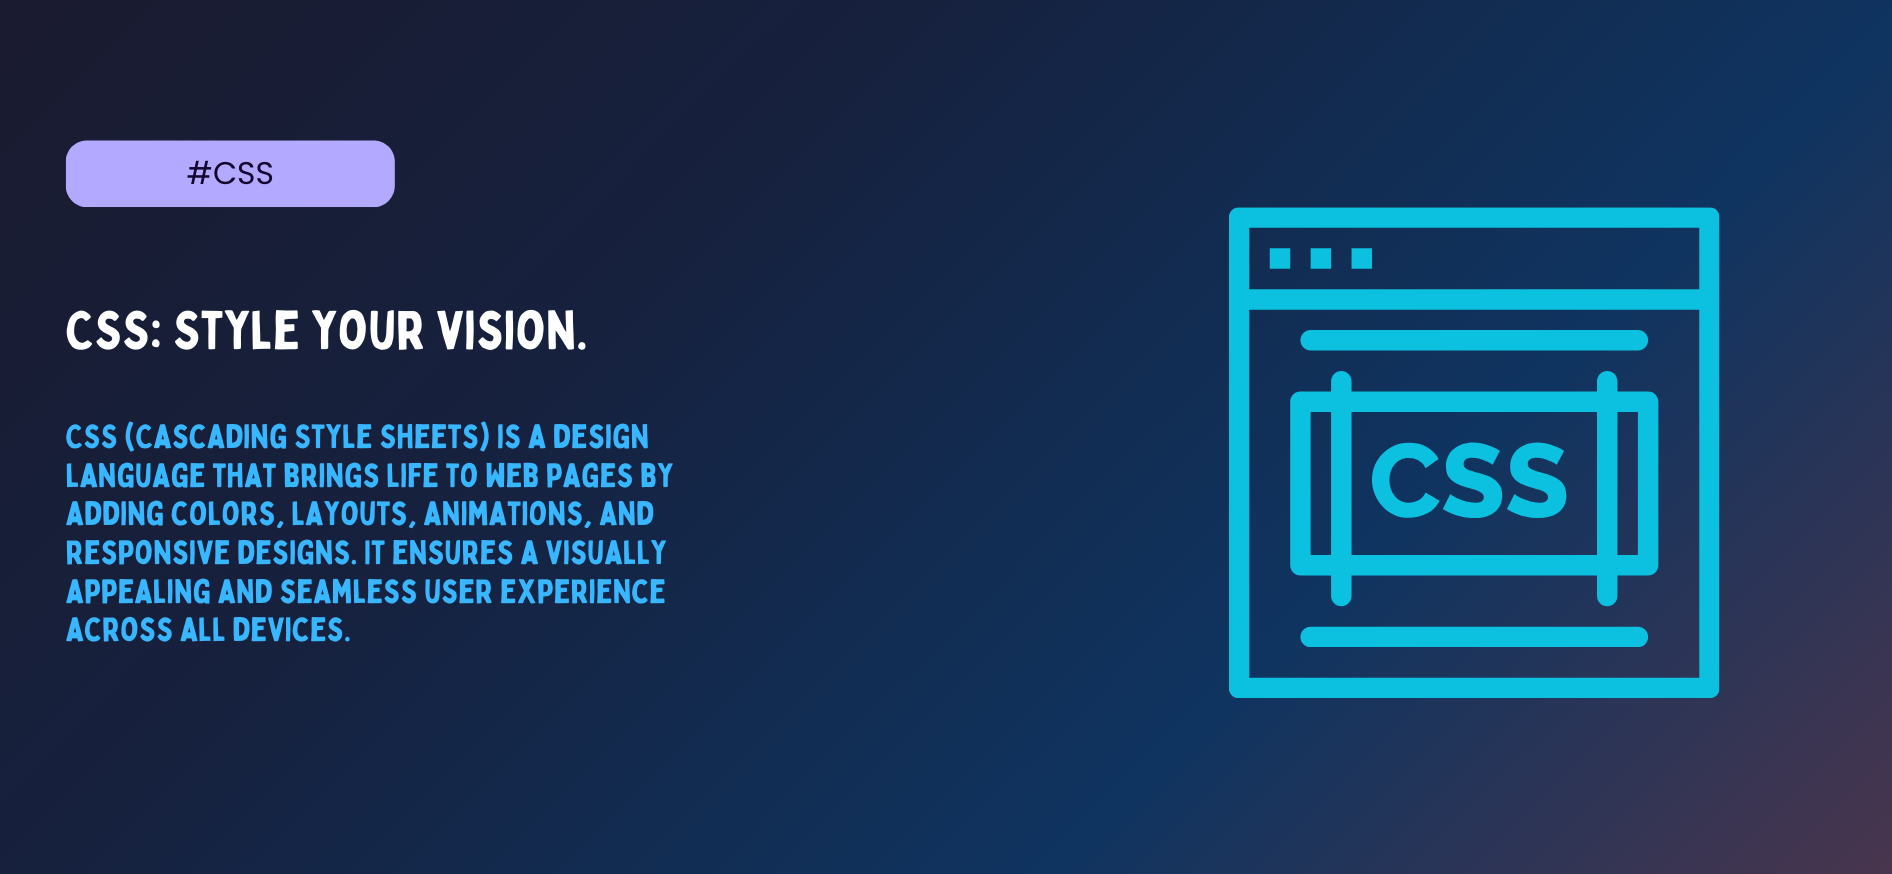 #CSS
CSS: STYLE YOUR VISION.
CSS (CASCADING STYLE SHEETS) IS A DESIGN
LANGUAGE THAT BRINGS LIFE TO WEB PAGES BY
ADDING COLORS, LAYOUTS, ANIMATIONS, AND
RESPONSIVE DESIGNS. IT ENSURES A VISUALLY
APPEALING AND SEAMLESS USER EXPERIENCE
ACROSS ALL DEVICES.
CSS